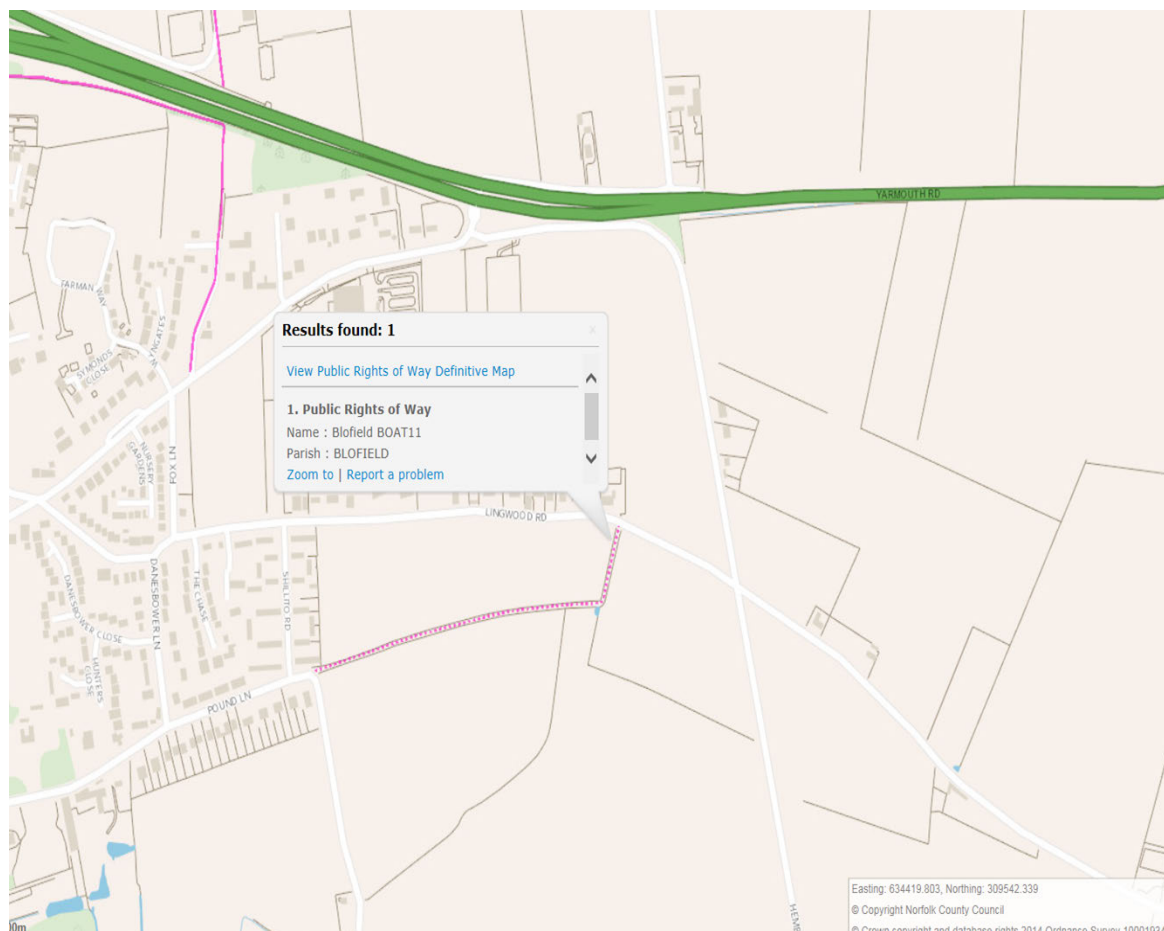 YARMOUTH RD
FARMAN WAY
SYMONDS
CLOSE
Results found: 1
x
View Public Rights of Way Definitive Map
1. Public Rights of Way
Name : Blofield BOAT11
Parish : BLOFIELD
Zoom to | Report a problem
NURSERY
GARDENS
FOX LN
LINGWOOD RD
DANESBOWER CLOSE
DANESBOWER LN
THE CHASE
SHILLITO RD
HUNTERS
CLOSE
POUND LN
Easting: 634419.803, Northing: 309542.339
© Copyright Norfolk County Council